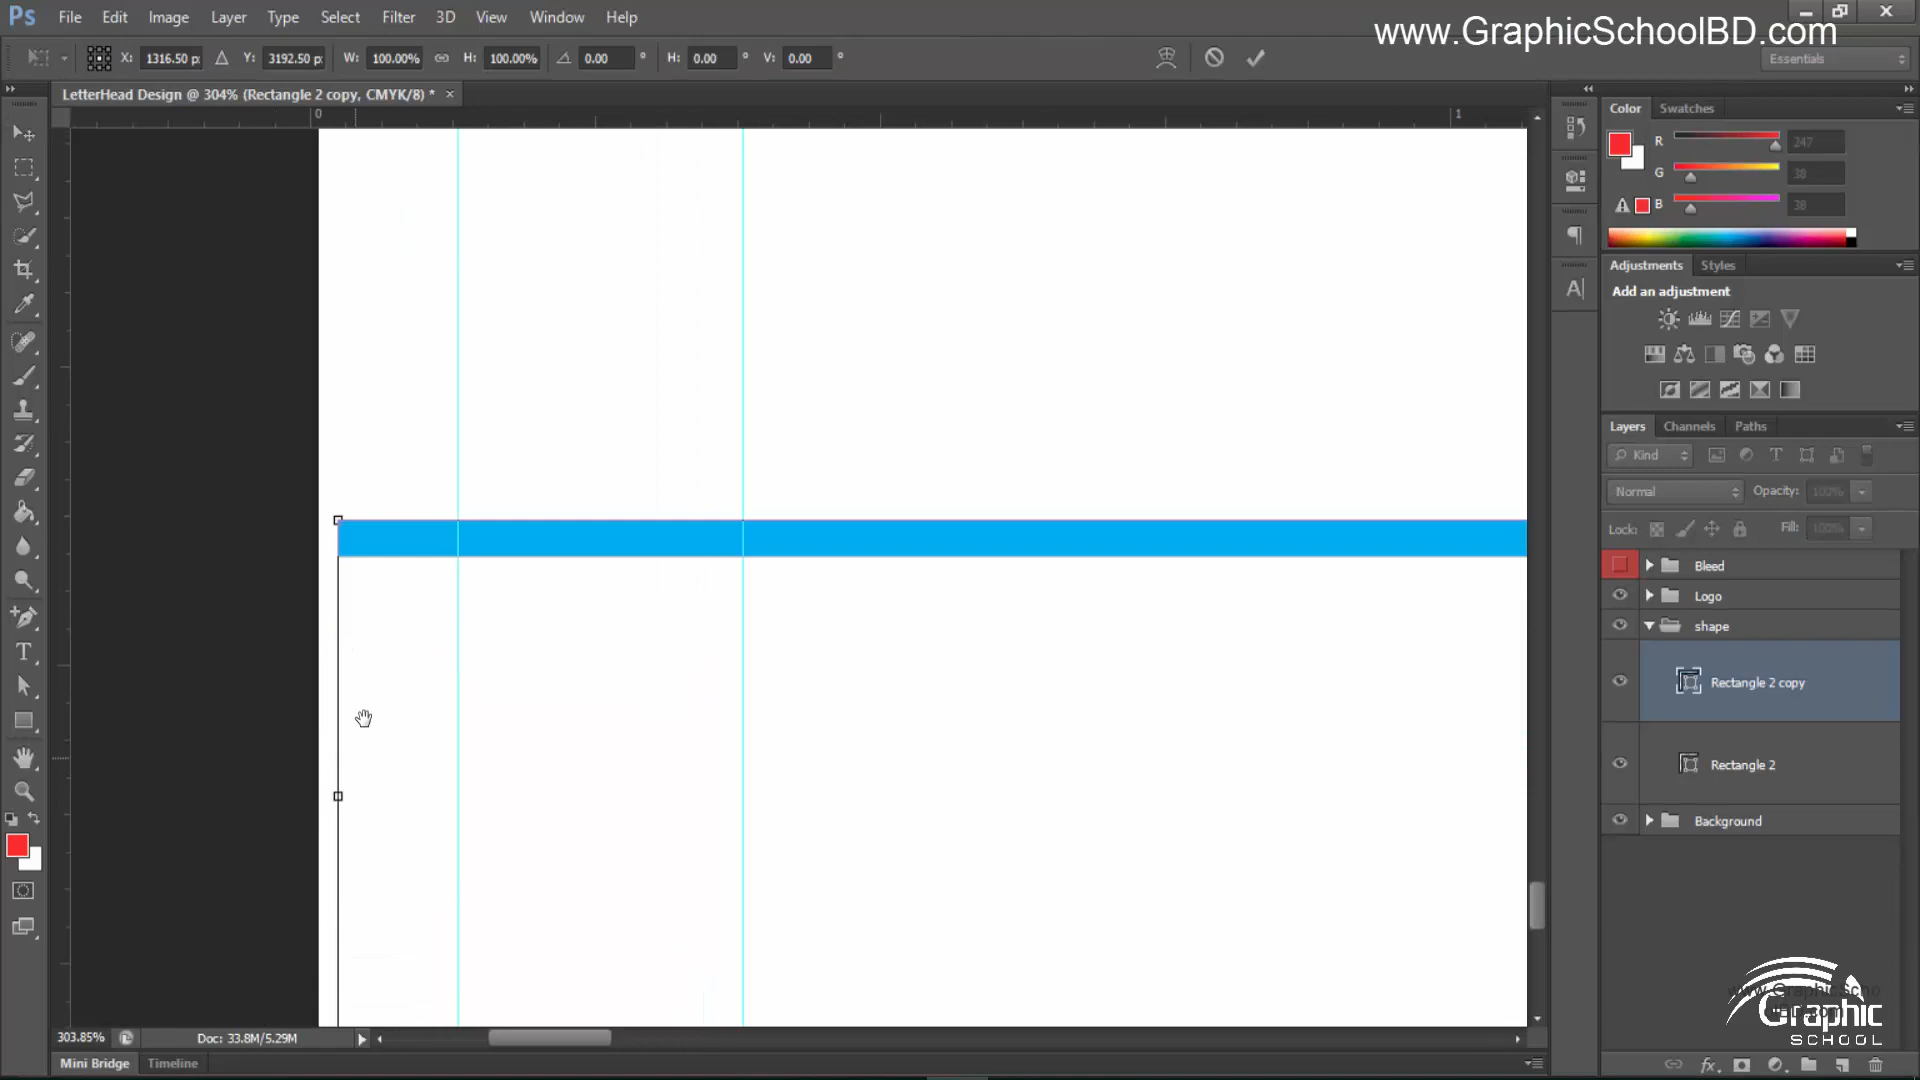 Ps File Edit Image Layer Type Select Filter 3D View Window Help
www.GraphicSchoolBD.com
X: 1316.50 p Y: 3192.50 p W: 100.00% H: 100.00% 0.00 ° H: 0.00 ° V: 0.00 ° Essentials
LetterHead Design @ 304% (Rectangle 2 copy, CMYK/8) * ×
0 1
Color Swatches
R 247
G 38
B 38
Adjustments Styles
Add an adjustment
Layers Channels Paths
Kind
Normal Opacity: 100%
Lock: Fill: 100%
Bleed
Logo
shape
Rectangle 2 copy
Rectangle 2
Background
Graphic
SCHOOL
303.85% Doc: 33.8M/5.29M
Mini Bridge Timeline